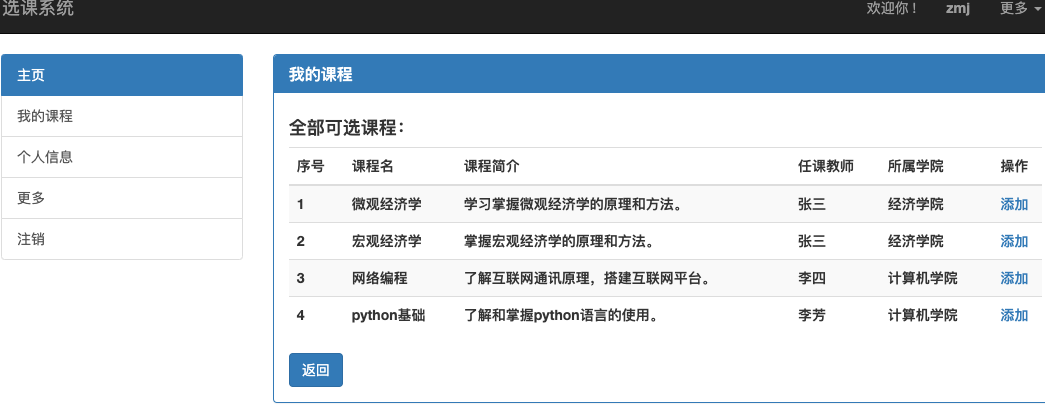 选课系统 欢迎你！ zmj 更多
主页
我的课程
个人信息
更多
注销
我的课程
全部可选课程：
序号 课程名 课程简介 任课教师 所属学院 操作
1 微观经济学 学习掌握微观经济学的原理和方法。 张三 经济学院 添加
2 宏观经济学 掌握宏观经济学的原理和方法。 张三 经济学院 添加
3 网络编程 了解互联网通讯原理，搭建互联网平台。 李四 计算机学院 添加
4 python基础 了解和掌握python语言的使用。 李芳 计算机学院 添加
返回